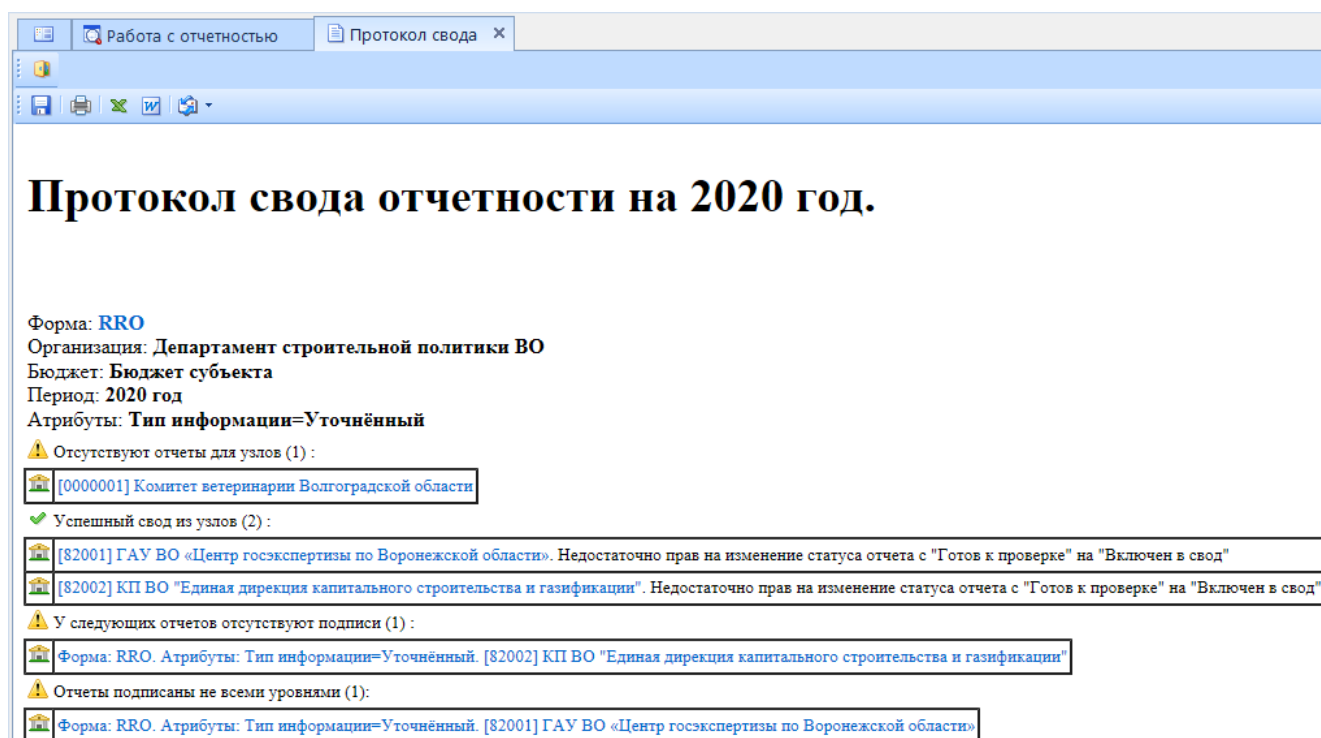 Работа с отчетностью Протокол свода
Протокол свода отчетности на 2020 год.
Форма: RRO
Организация: Департамент строительной политики ВО
Бюджет: Бюджет субъекта
Период: 2020 год
Атрибуты: Тип информации=Уточнённый
Отсутствуют отчеты для узлов (1) :
[0000001] Комитет ветеринарии Волгоградской области
Успешный свод из узлов (2) :
[82001] ГАУ ВО «Центр госэкспертизы по Воронежской области». Недостаточно прав на изменение статуса отчета с "Готов к проверке" на "Включен в свод"
[82002] КП ВО "Единая дирекция капитального строительства и газификации". Недостаточно прав на изменение статуса отчета с "Готов к проверке" на "Включен в свод"
У следующих отчетов отсутствуют подписи (1) :
Форма: RRO. Атрибуты: Тип информации=Уточнённый. [82002] КП ВО "Единая дирекция капитального строительства и газификации"
Отчеты подписаны не всеми уровнями (1):
Форма: RRO. Атрибуты: Тип информации=Уточнённый. [82001] ГАУ ВО «Центр госэкспертизы по Воронежской области»